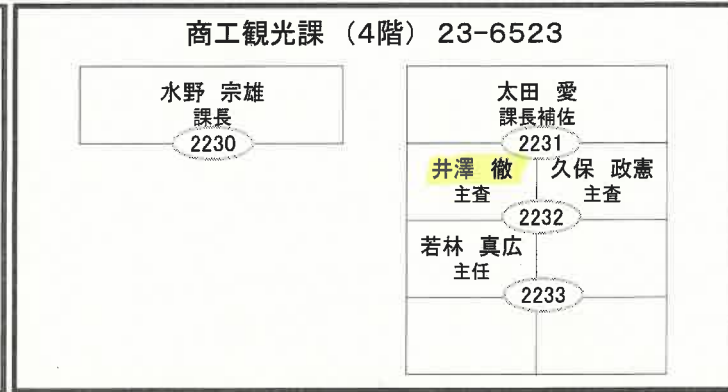 商工観光課（4階）23-6523
水野 宗雄
課長
2230
太田 愛
課長補佐
2231
井澤 徹
主査
久保 政憲
主査
2232
若林 真広
主任
2233